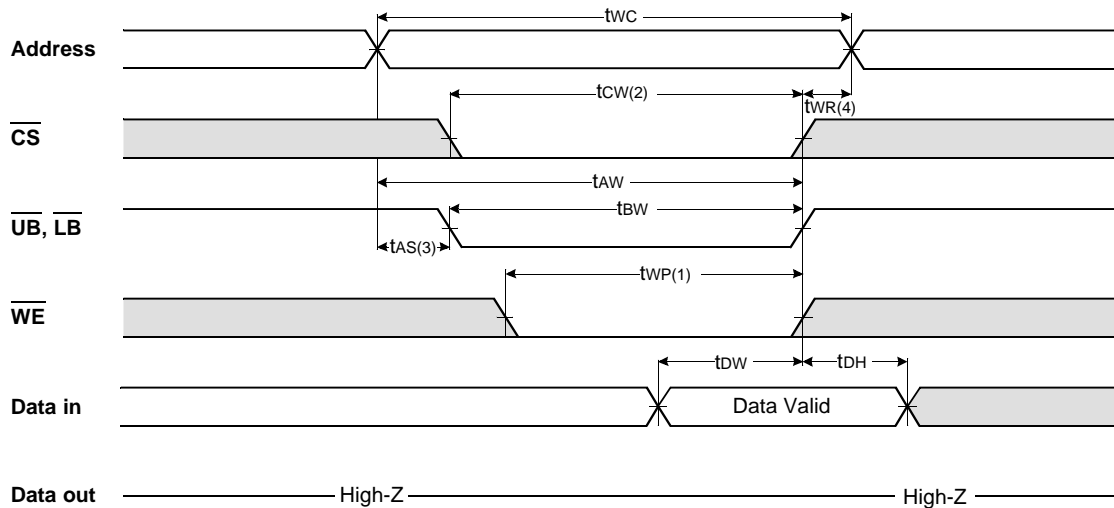 tWC
Address
tCW(2)
tWR(4)
CS
tAW
tBW
UB, LB
tAS(3)
tWP(1)
WE
tDW
tDH
Data in
Data Valid
Data out
High-Z
High-Z